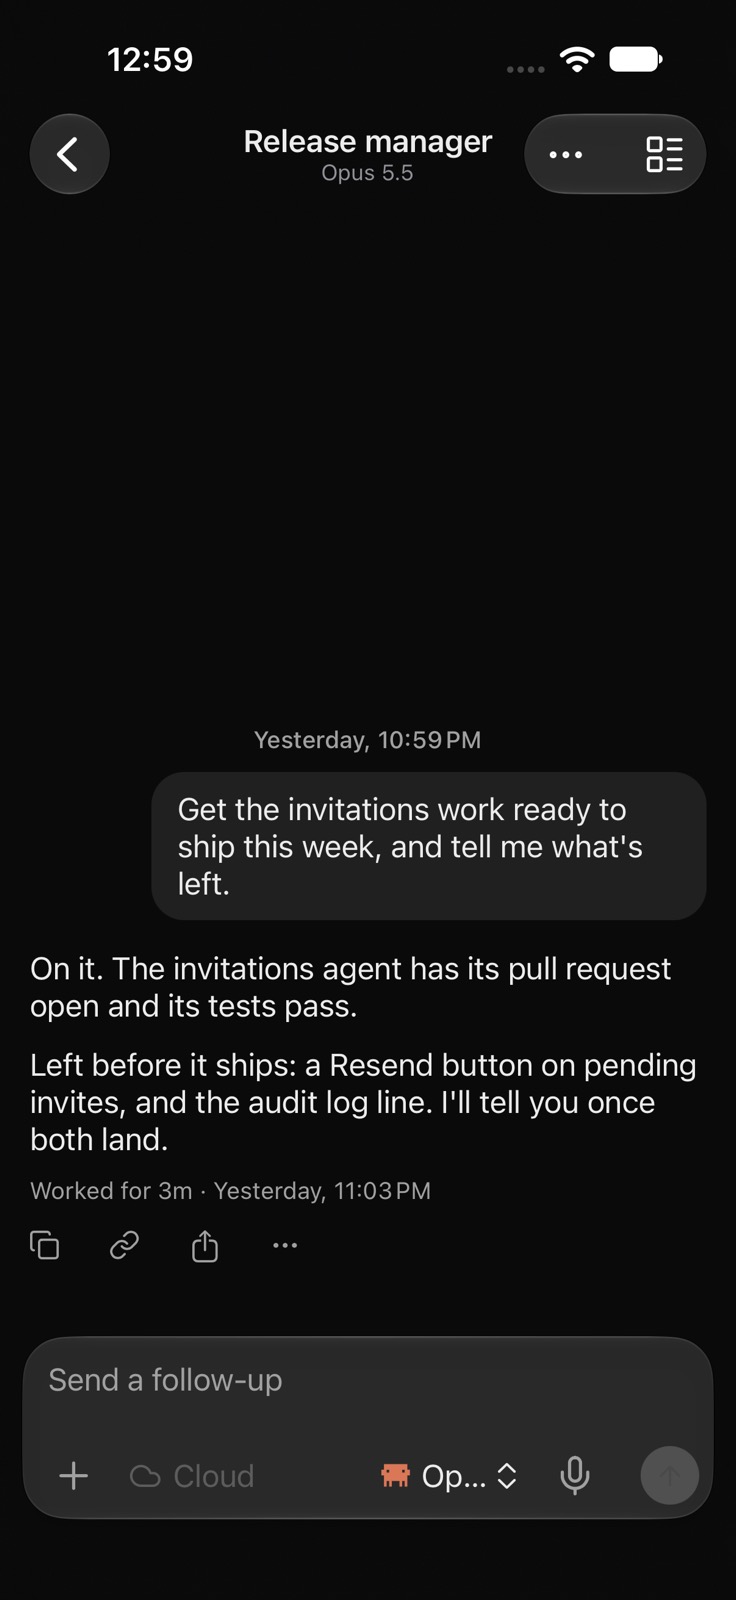 12:59
Release manager
Opus 5.5
Yesterday, 10:59 PM
Get the invitations work ready to
ship this week, and tell me what's
left.
On it. The invitations agent has its pull request
open and its tests pass.
Left before it ships: a Resend button on pending
invites, and the audit log line. I'll tell you once
both land.
Worked for 3m · Yesterday, 11:03 PM
Send a follow-up
Cloud
Op...